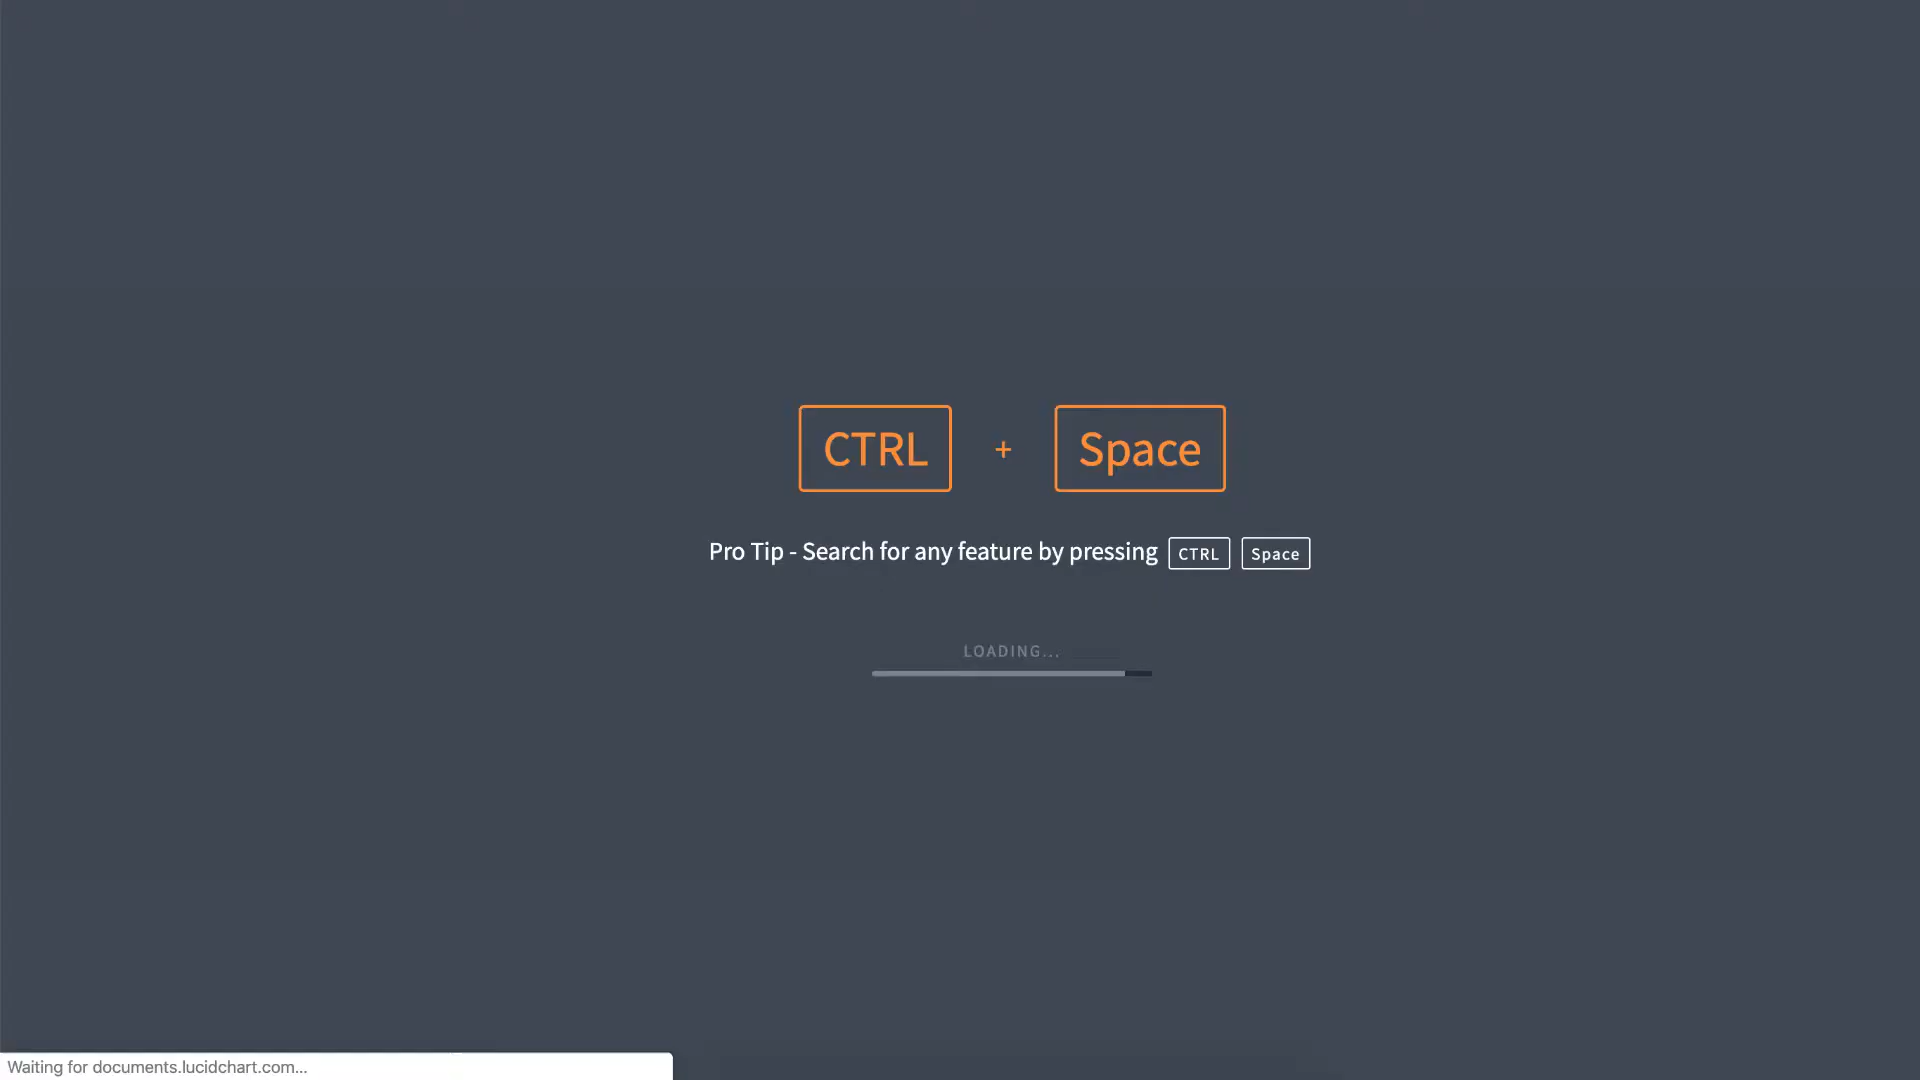 CTRL + Space
Pro Tip - Search for any feature by pressing CTRL Space
LOADING...
Waiting for documents.lucidchart.com...